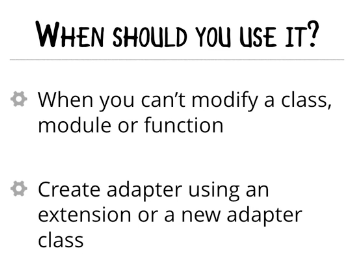 When should you use it?
When you can’t modify a class,
module or function
Create adapter using an
extension or a new adapter
class